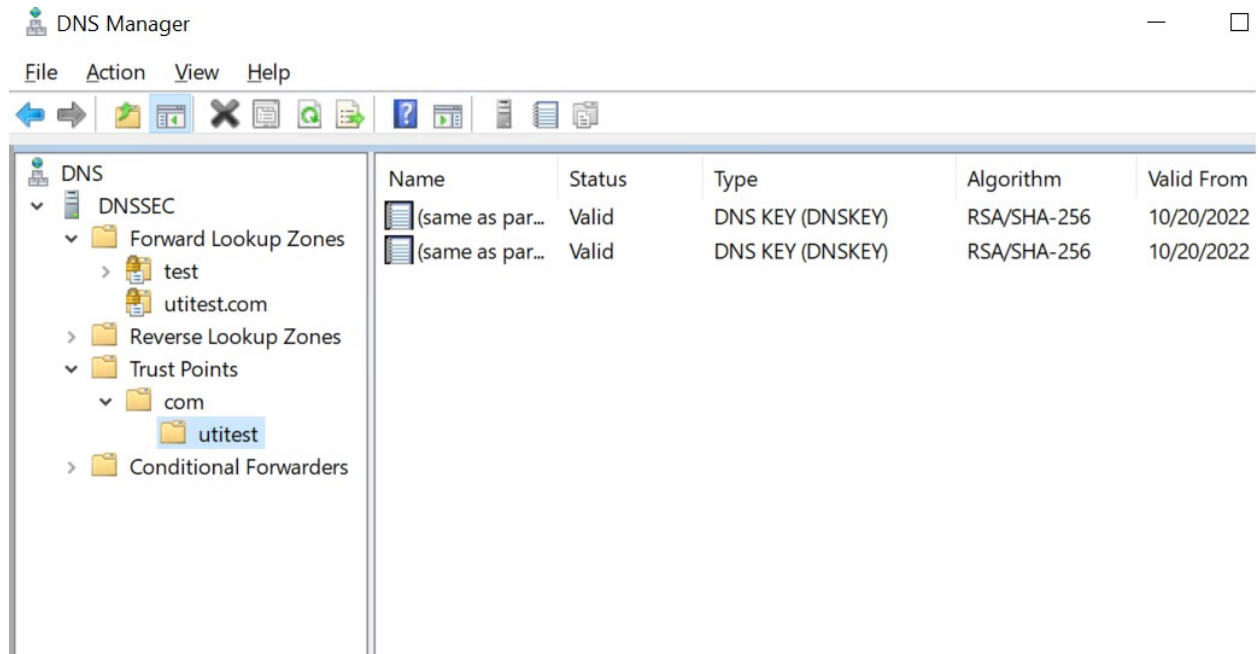 DNS Manager
File Action View Help
DNS
DNSSEC
Forward Lookup Zones
test
utitest.com
Reverse Lookup Zones
Trust Points
com
utitest
Conditional Forwarders
Name Status Type Algorithm Valid From
(same as par... Valid DNS KEY (DNSKEY) RSA/SHA-256 10/20/2022
(same as par... Valid DNS KEY (DNSKEY) RSA/SHA-256 10/20/2022